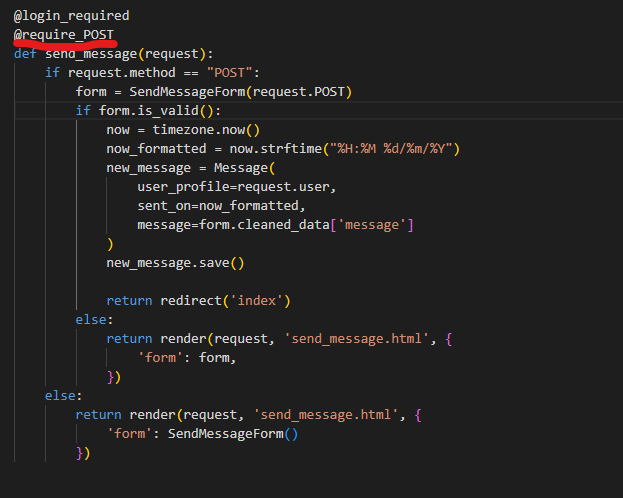 @login_required
@require_POST
def send_message(request):
    if request.method == "POST":
        form = SendMessageForm(request.POST)
        if form.is_valid():
            now = timezone.now()
            now_formatted = now.strftime("%H:%M %d/%m/%Y")
            new_message = Message(
                user_profile=request.user,
                sent_on=now_formatted,
                message=form.cleaned_data['message']
            )
            new_message.save()
            return redirect('index')
        else:
            return render(request, 'send_message.html', {
                'form': form,
            })
    else:
        return render(request, 'send_message.html', {
            'form': SendMessageForm()
        })